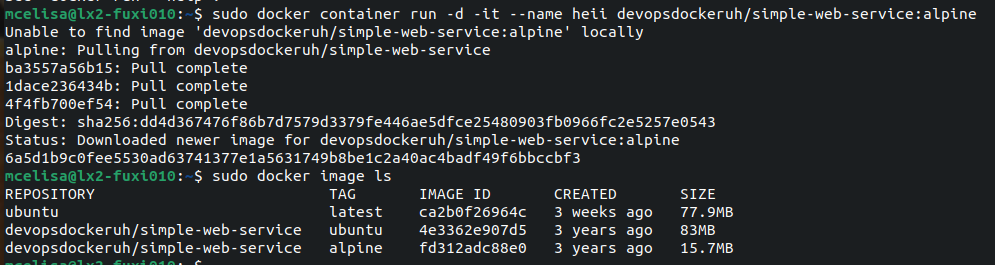 mcelisa@lx2-fuxi010:~$ sudo docker container run -d -it --name heii devopsdockeruh/simple-web-service:alpine
Unable to find image 'devopsdockeruh/simple-web-service:alpine' locally
alpine: Pulling from devopsdockeruh/simple-web-service
ba3557a56b15: Pull complete
1dace236434b: Pull complete
4f4fb700ef54: Pull complete
Digest: sha256:dd4d367476f86b7d7579d3379fe446ae5dfce25480903fb0966fc2e5257e0543
Status: Downloaded newer image for devopsdockeruh/simple-web-service:alpine
6a5d1b9c0fee5530ad63741377e1a5631749b8be1c2a40ac4badf49f6bbccbf3
mcelisa@lx2-fuxi010:~$ sudo docker image ls
REPOSITORY TAG IMAGE ID CREATED SIZE
ubuntu latest ca2b0f26964c 3 weeks ago 77.9MB
devopsdockeruh/simple-web-service ubuntu 4e3362e907d5 3 years ago 83MB
devopsdockeruh/simple-web-service alpine fd312adc88e0 3 years ago 15.7MB